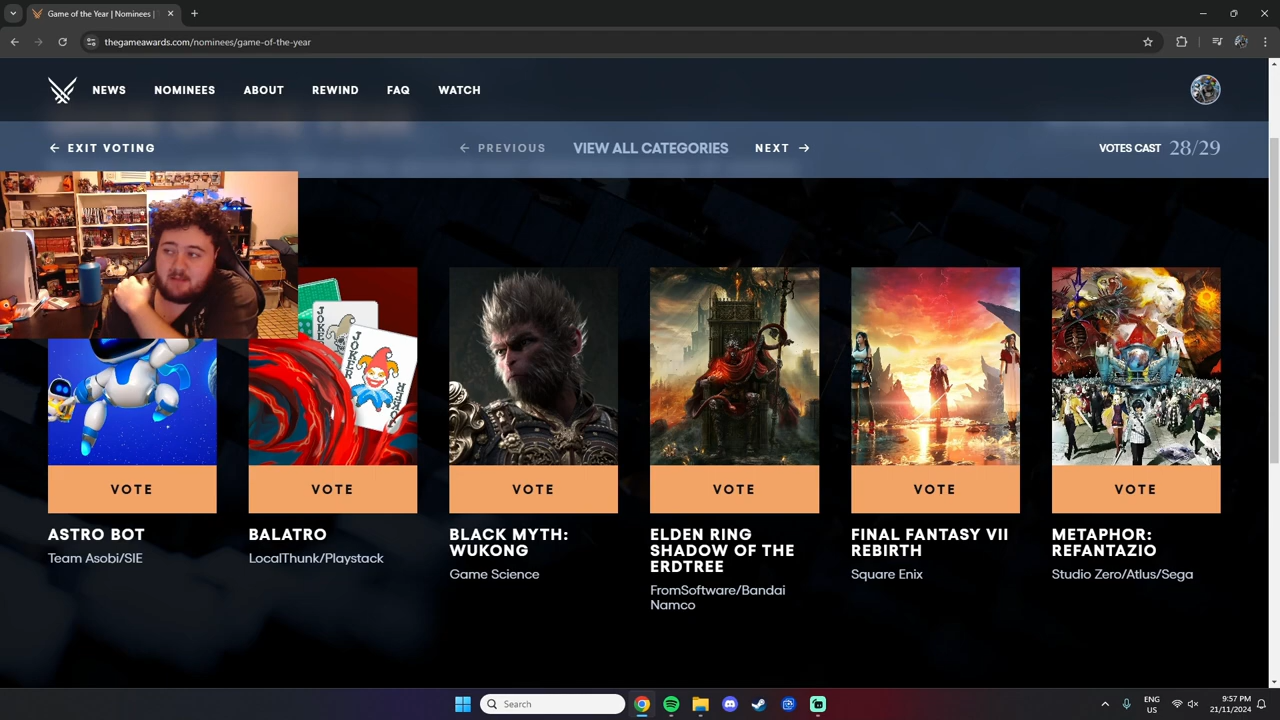 Game of the Year | Nominees |
thegameawards.com/nominees/game-of-the-year
NEWS NOMINEES ABOUT REWIND FAQ WATCH
EXIT VOTING PREVIOUS VIEW ALL CATEGORIES NEXT VOTES CAST 28/29
JOKER
JOKER
JOKER
VOTE VOTE VOTE VOTE VOTE VOTE
ASTRO BOT
Team Asobi/SIE
BALATRO
LocalThunk/Playstack
BLACK MYTH:
WUKONG
Game Science
ELDEN RING
SHADOW OF THE
ERDTREE
FromSoftware/Bandai
Namco
FINAL FANTASY VII
REBIRTH
Square Enix
METAPHOR:
REFANTAZIO
Studio Zero/Atlus/Sega
Search
ENG
US
9:57 PM
21/11/2024